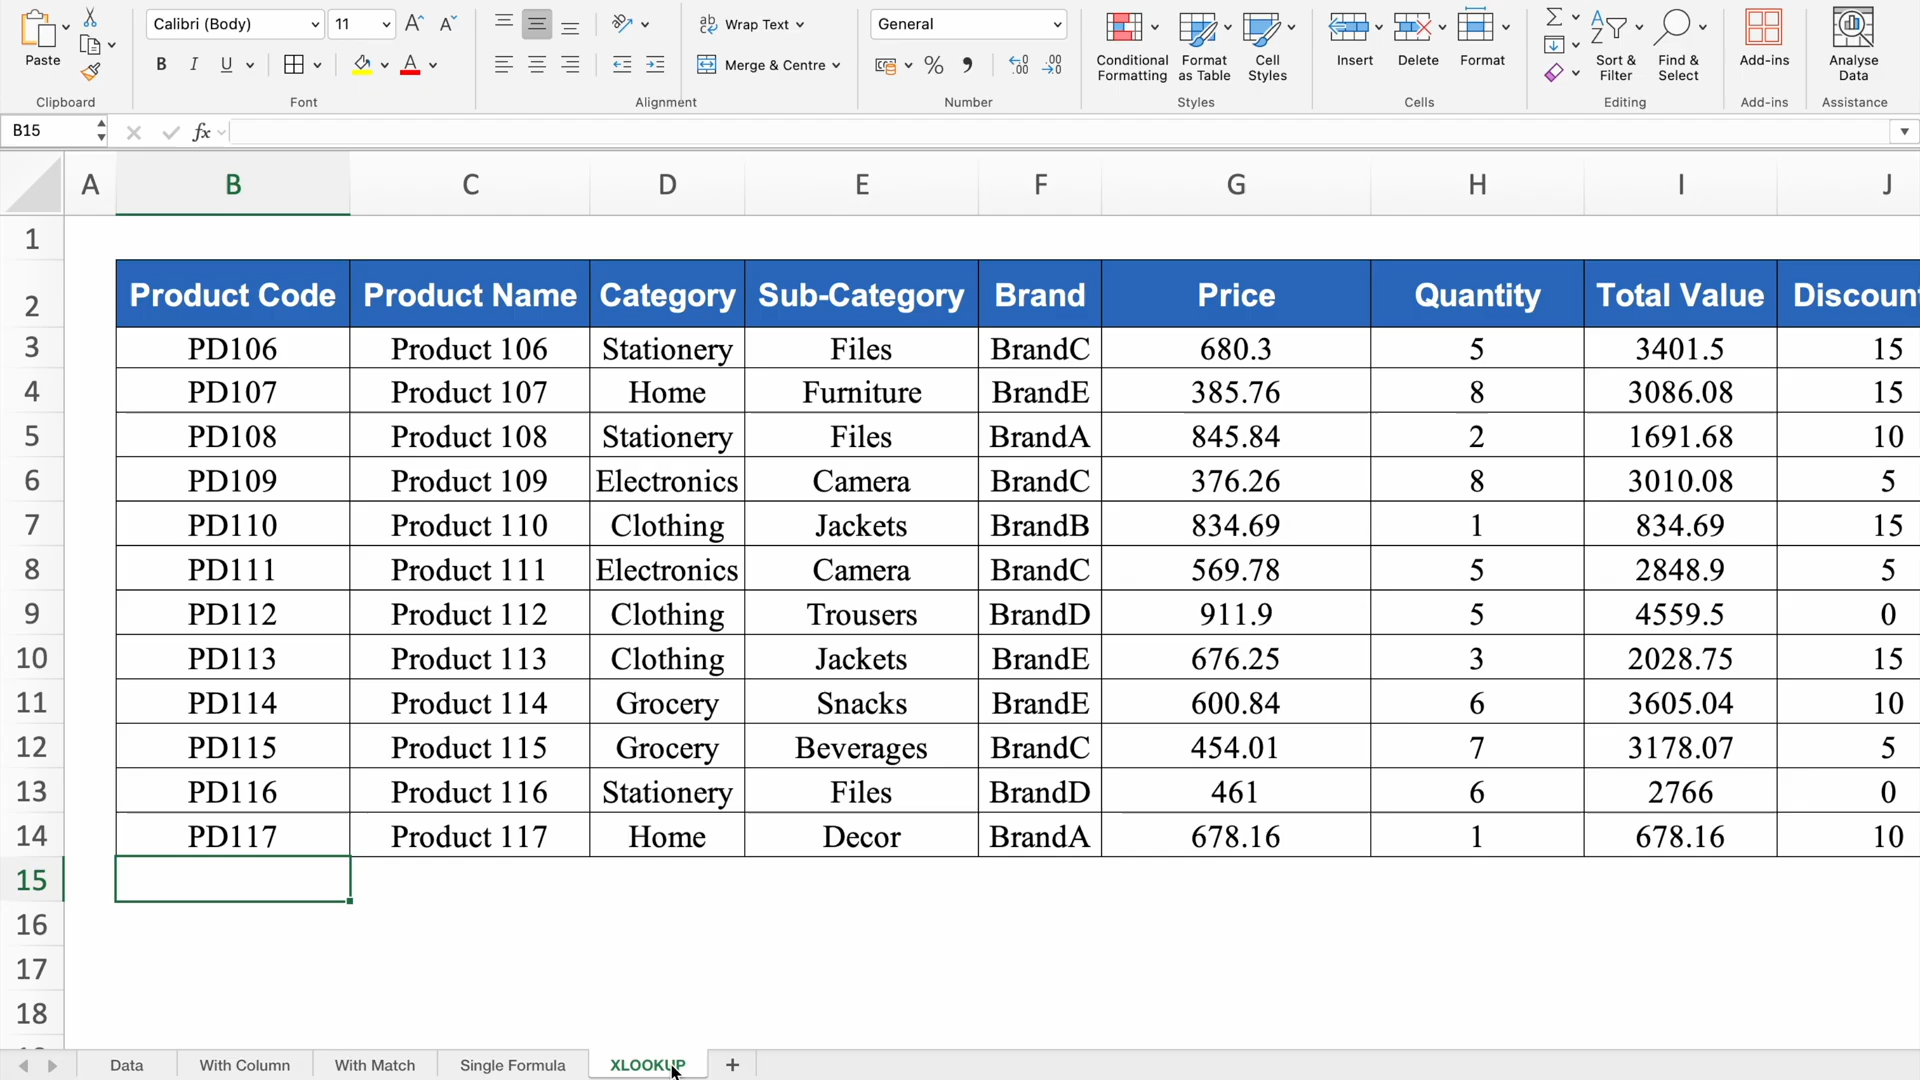 Calibri (Body) 11 A^ A˅ ab Wrap Text General Σ A Z
Paste B I U A Merge & Centre % , .00 .00 Conditional Formatting Format as Table Cell Styles Insert Delete Format Sort & Filter Find & Select Add-ins Analyse Data
Clipboard Font Alignment Number Styles Cells Editing Add-ins Assistance
B15 fx
A B C D E F G H I J
1
2 Product Code Product Name Category Sub-Category Brand Price Quantity Total Value Discount
3 PD106 Product 106 Stationery Files BrandC 680.3 5 3401.5 15
4 PD107 Product 107 Home Furniture BrandE 385.76 8 3086.08 15
5 PD108 Product 108 Stationery Files BrandA 845.84 2 1691.68 10
6 PD109 Product 109 Electronics Camera BrandC 376.26 8 3010.08 5
7 PD110 Product 110 Clothing Jackets BrandB 834.69 1 834.69 15
8 PD111 Product 111 Electronics Camera BrandC 569.78 5 2848.9 5
9 PD112 Product 112 Clothing Trousers BrandD 911.9 5 4559.5 0
10 PD113 Product 113 Clothing Jackets BrandE 676.25 3 2028.75 15
11 PD114 Product 114 Grocery Snacks BrandE 600.84 6 3605.04 10
12 PD115 Product 115 Grocery Beverages BrandC 454.01 7 3178.07 5
13 PD116 Product 116 Stationery Files BrandD 461 6 2766 0
14 PD117 Product 117 Home Decor BrandA 678.16 1 678.16 10
15
16
17
18
Data With Column With Match Single Formula XLOOKUP +